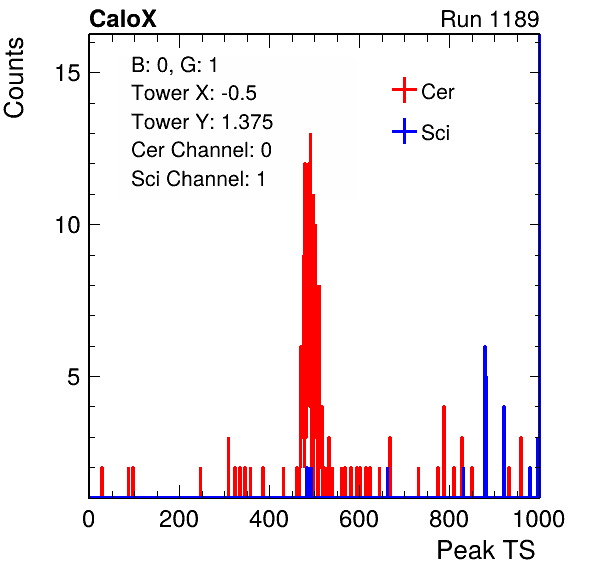 CaloX Run 1189
Counts
B: 0, G: 1
Tower X: -0.5
Tower Y: 1.375
Cer Channel: 0
Sci Channel: 1
Cer
Sci
15
10
5
0 200 400 600 800 1000
Peak TS